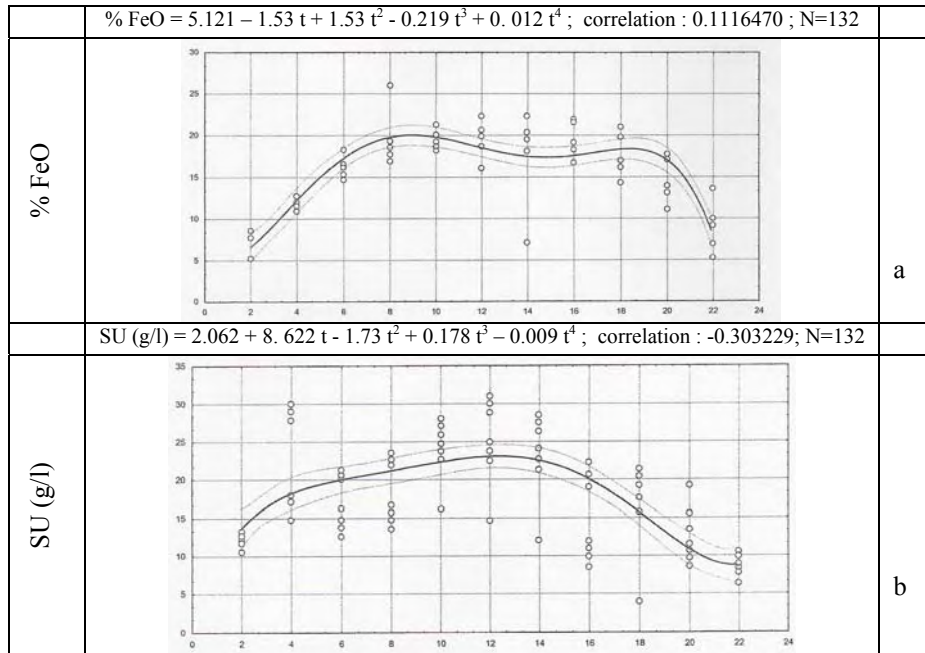 % FeO = 5.121 – 1.53 t + 1.53 t² - 0.219 t³ + 0. 012 t⁴ ; correlation : 0.1116470 ; N=132
30
25
20
15
10
5
0
0 2 4 6 8 10 12 14 16 18 20 22 24
% FeO
a
SU (g/l) = 2.062 + 8. 622 t - 1.73 t² + 0.178 t³ – 0.009 t⁴ ; correlation : -0.303229; N=132
35
30
25
20
15
10
5
0
0 2 4 6 8 10 12 14 16 18 20 22 24
SU (g/l)
b